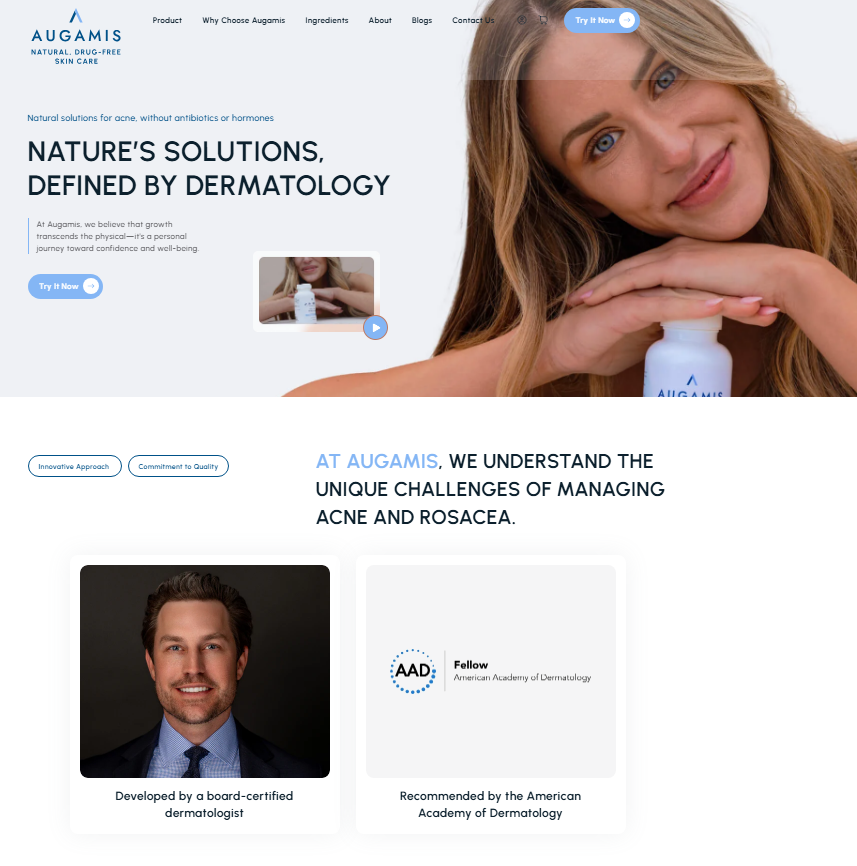 AUGAMIS
NATURAL, DRUG-FREE
SKIN CARE
Product Why Choose Augamis Ingredients About Blogs Contact Us Try It Now
Natural solutions for acne, without antibiotics or hormones
NATURE'S SOLUTIONS,
DEFINED BY DERMATOLOGY
At Augamis, we believe that growth
transcends the physical—it's a personal
journey toward confidence and well-being.
Try It Now
AUGAMIS
Innovative Approach Commitment to Quality
AT AUGAMIS, WE UNDERSTAND THE
UNIQUE CHALLENGES OF MANAGING
ACNE AND ROSACEA.
AAD
Fellow
American Academy of Dermatology
Developed by a board-certified
dermatologist
Recommended by the American
Academy of Dermatology